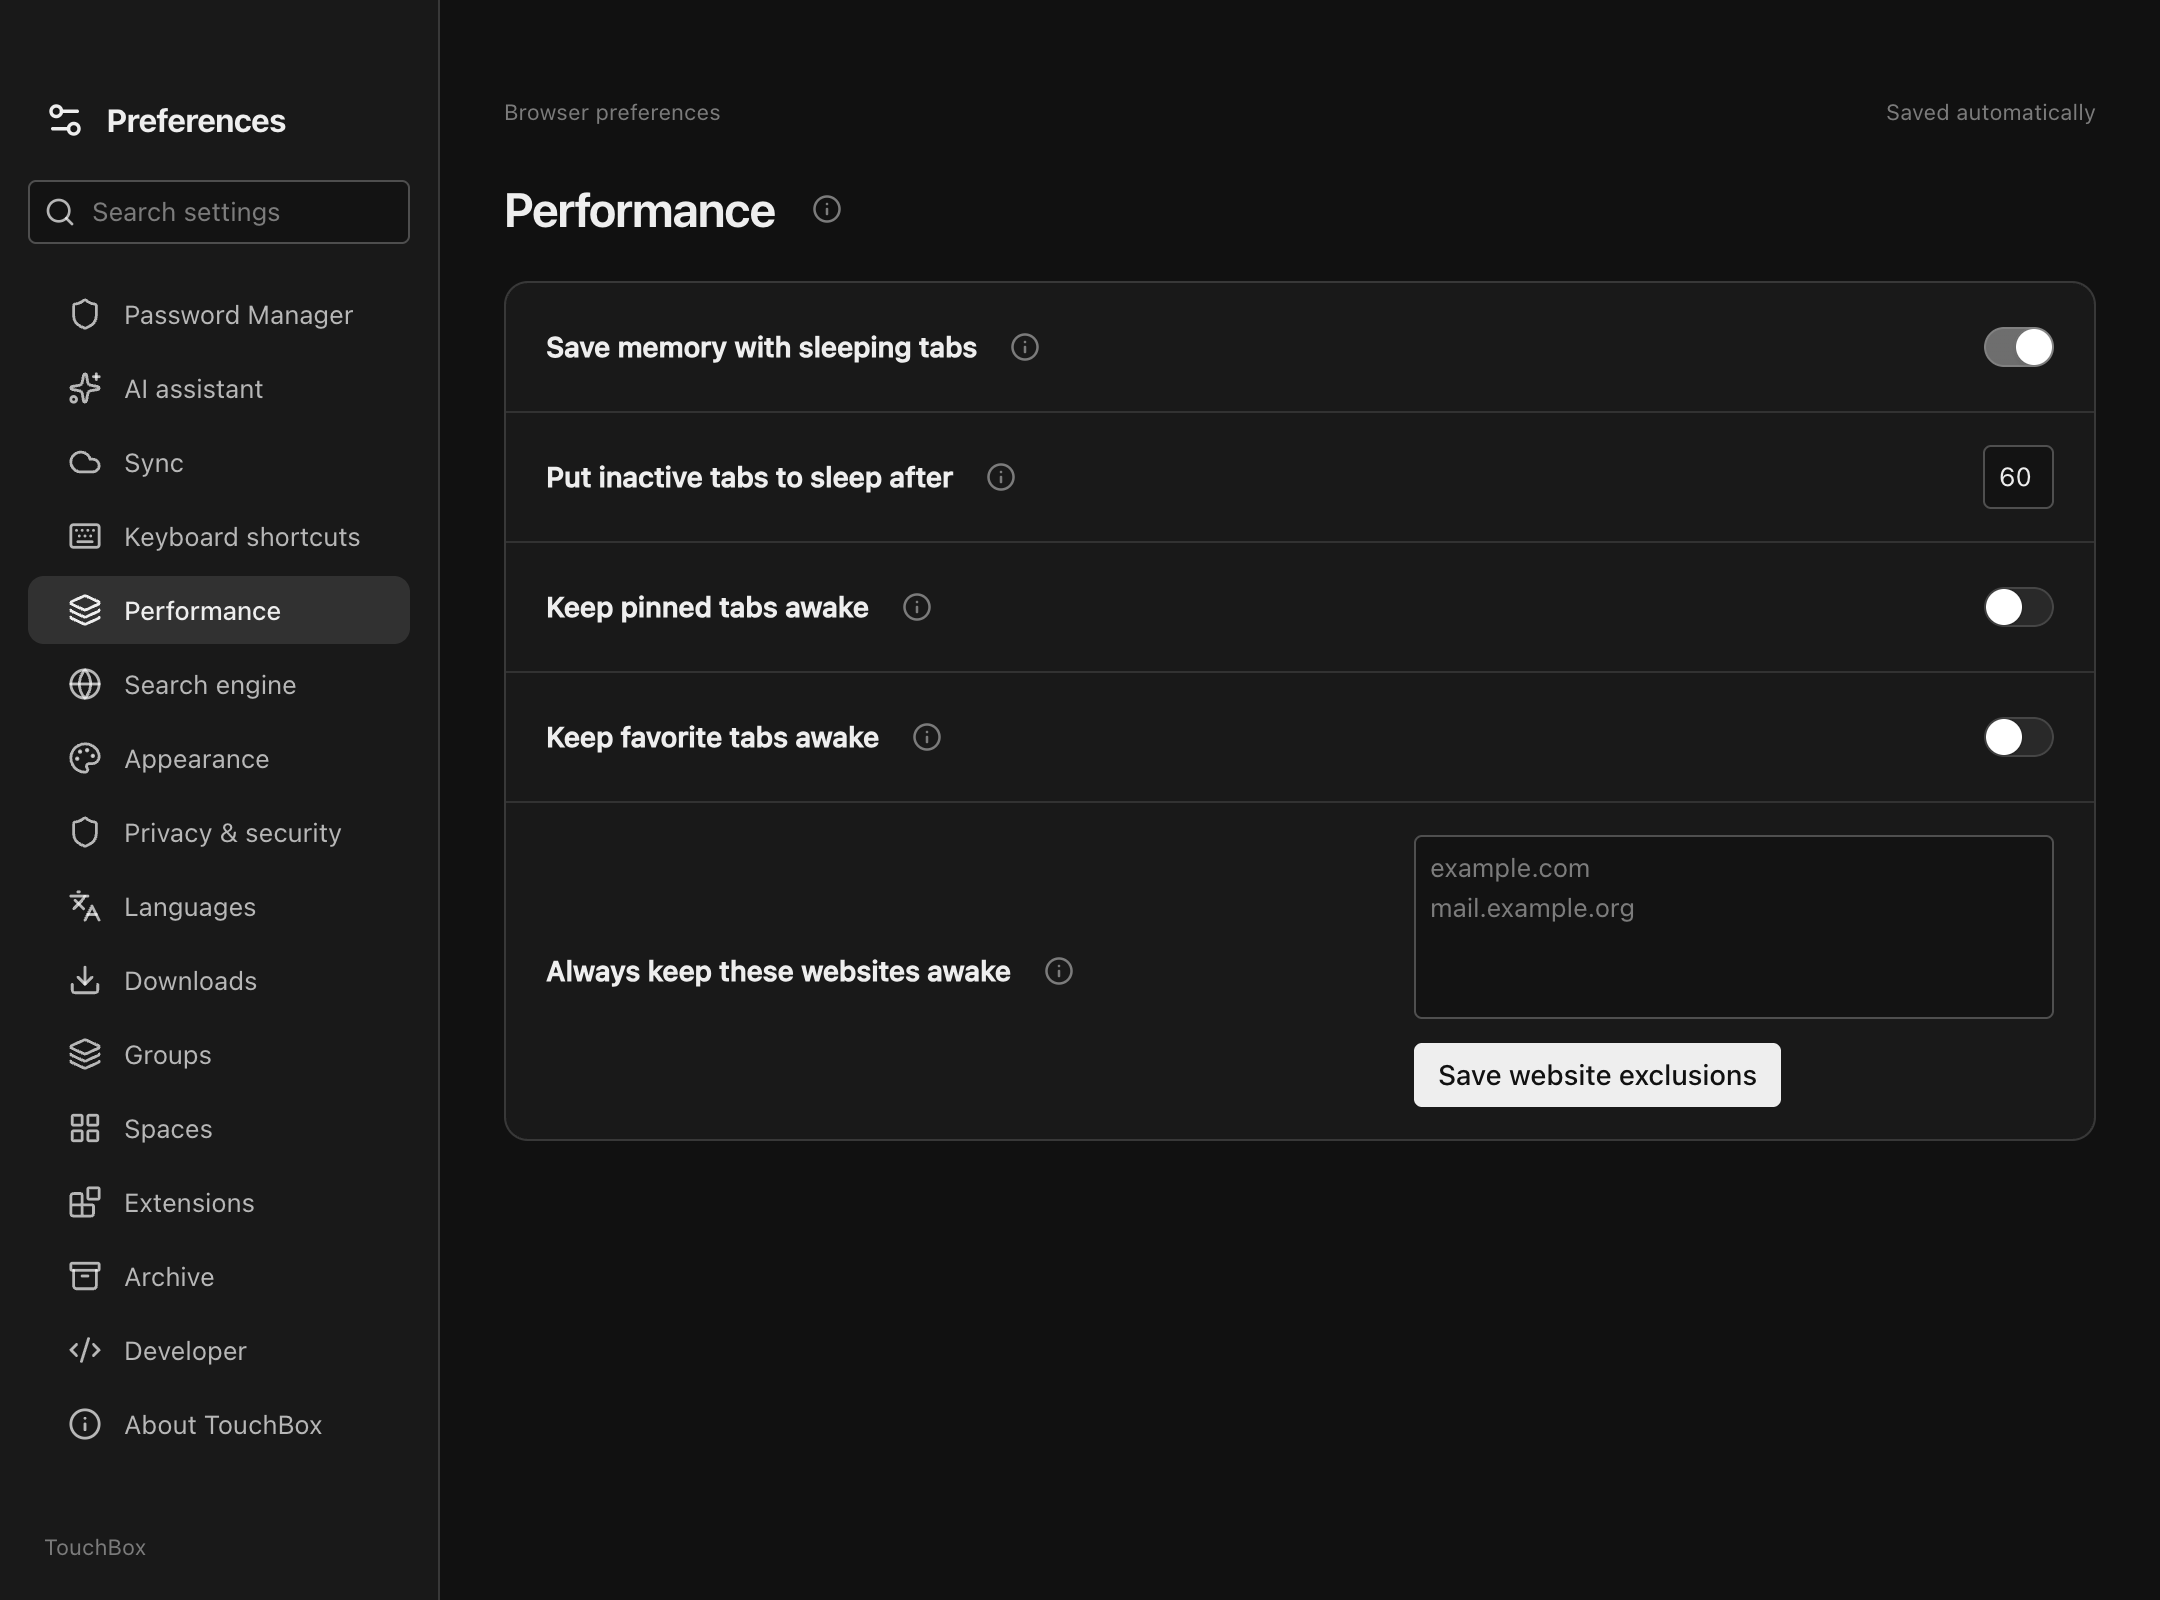 Preferences
Search settings
Password Manager
AI assistant
Sync
Keyboard shortcuts
Performance
Search engine
Appearance
Privacy & security
Languages
Downloads
Groups
Spaces
Extensions
Archive
Developer
About TouchBox
TouchBox
Browser preferences
Saved automatically
Performance
Save memory with sleeping tabs
Put inactive tabs to sleep after
60
Keep pinned tabs awake
Keep favorite tabs awake
Always keep these websites awake
example.com
mail.example.org
Save website exclusions